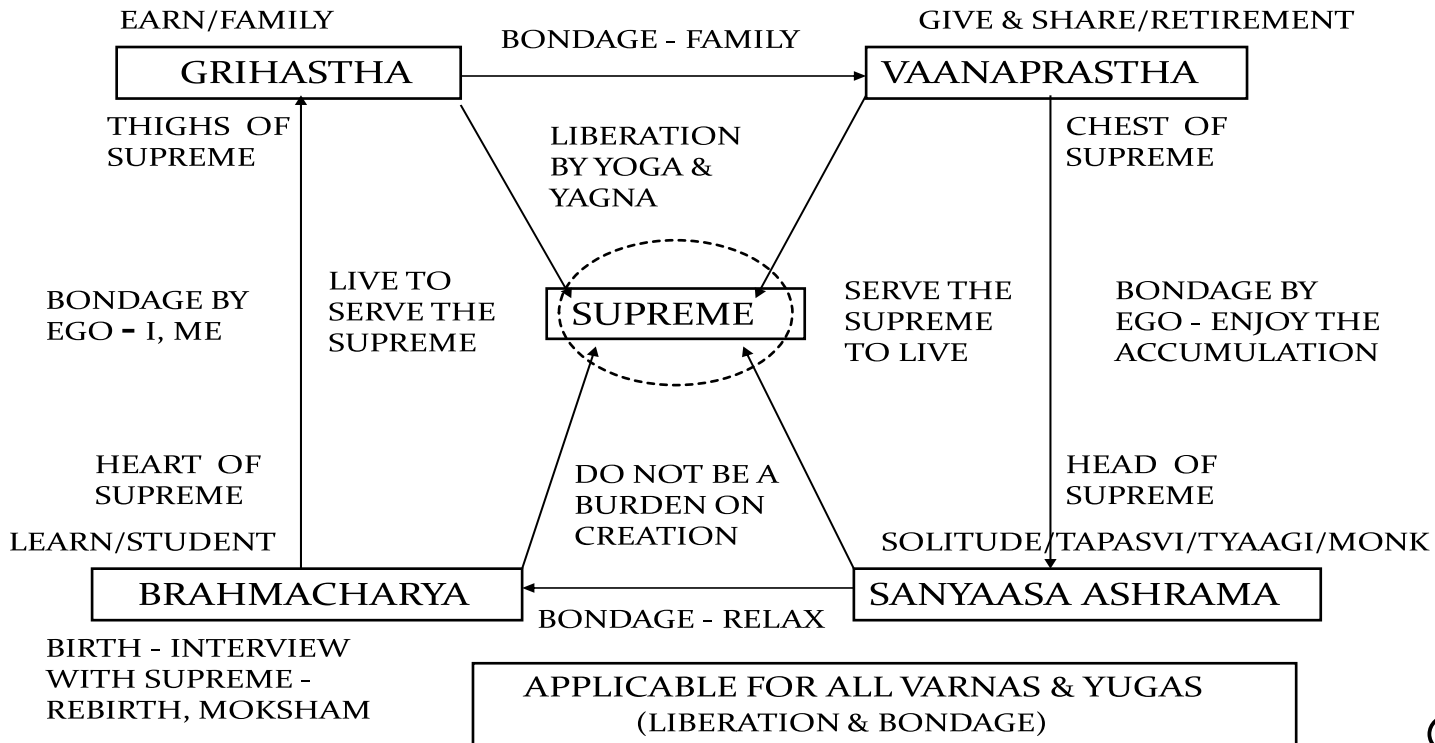 EARN/FAMILY
GIVE & SHARE/RETIREMENT
BONDAGE - FAMILY
GRIHASTHA
VAANAPRASTHA
THIGHS OF
SUPREME
LIBERATION
BY YOGA &
YAGNA
CHEST OF
SUPREME
BONDAGE BY
EGO - I, ME
LIVE TO
SERVE THE
SUPREME
SUPREME
SERVE THE
SUPREME
TO LIVE
BONDAGE BY
EGO - ENJOY THE
ACCUMULATION
HEART OF
SUPREME
DO NOT BE A
BURDEN ON
CREATION
HEAD OF
SUPREME
LEARN/STUDENT
SOLITUDE/TAPASVI/TYAAGI/MONK
BRAHMACHARYA
SANYAASA ASHRAMA
BONDAGE - RELAX
BIRTH - INTERVIEW
WITH SUPREME -
REBIRTH, MOKSHAM
APPLICABLE FOR ALL VARNAS & YUGAS
(LIBERATION & BONDAGE)